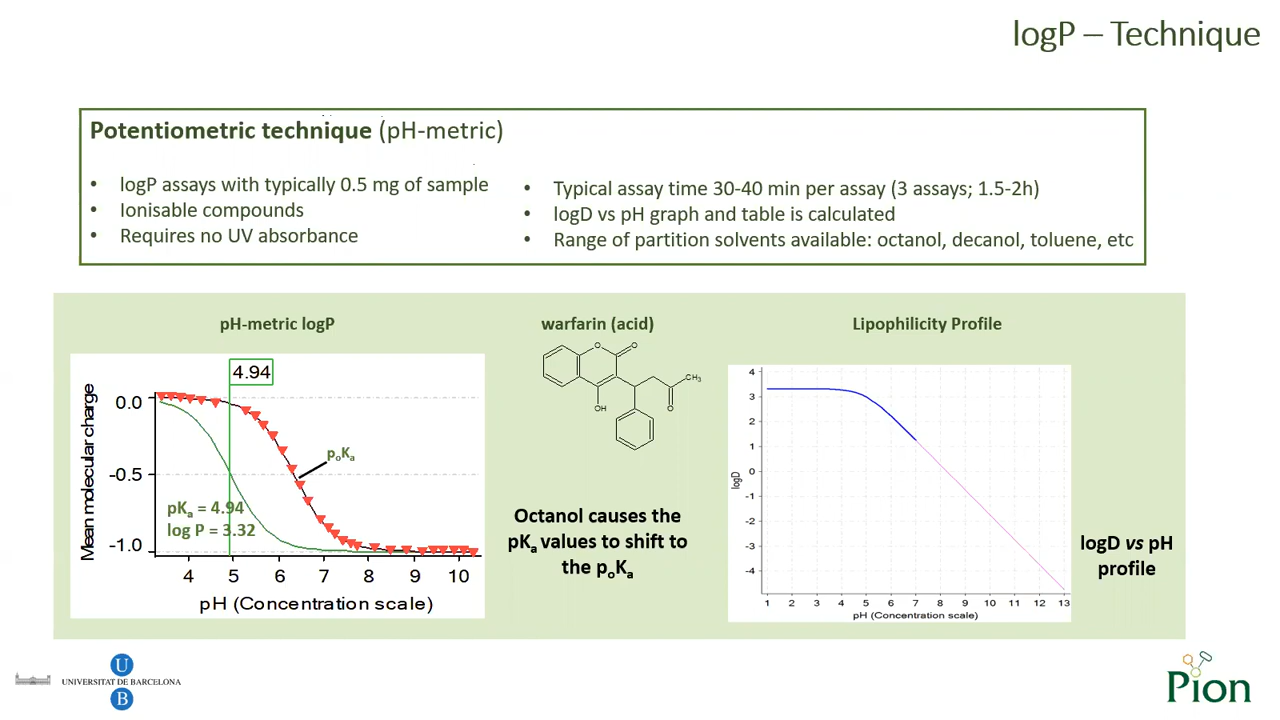 logP – Technique
Potentiometric technique (pH-metric)
• logP assays with typically 0.5 mg of sample
• Ionisable compounds
• Requires no UV absorbance
• Typical assay time 30-40 min per assay (3 assays; 1.5-2h)
• logD vs pH graph and table is calculated
• Range of partition solvents available: octanol, decanol, toluene, etc
pH-metric logP
4.94
Mean molecular charge
0.0
-0.5
-1.0
pₒKₐ
pKₐ = 4.94
log P = 3.32
4 5 6 7 8 9 10
pH (Concentration scale)
warfarin (acid)
O
O
CH₃
OH
O
Octanol causes the
pKₐ values to shift to
the pₒKₐ
Lipophilicity Profile
logD
4
3
2
1
0
-1
-2
-3
-4
1 2 3 4 5 6 7 8 9 10 11 12 13
pH (Concentration scale)
logD vs pH
profile
U
UNIVERSITAT DE BARCELONA
B
Pion